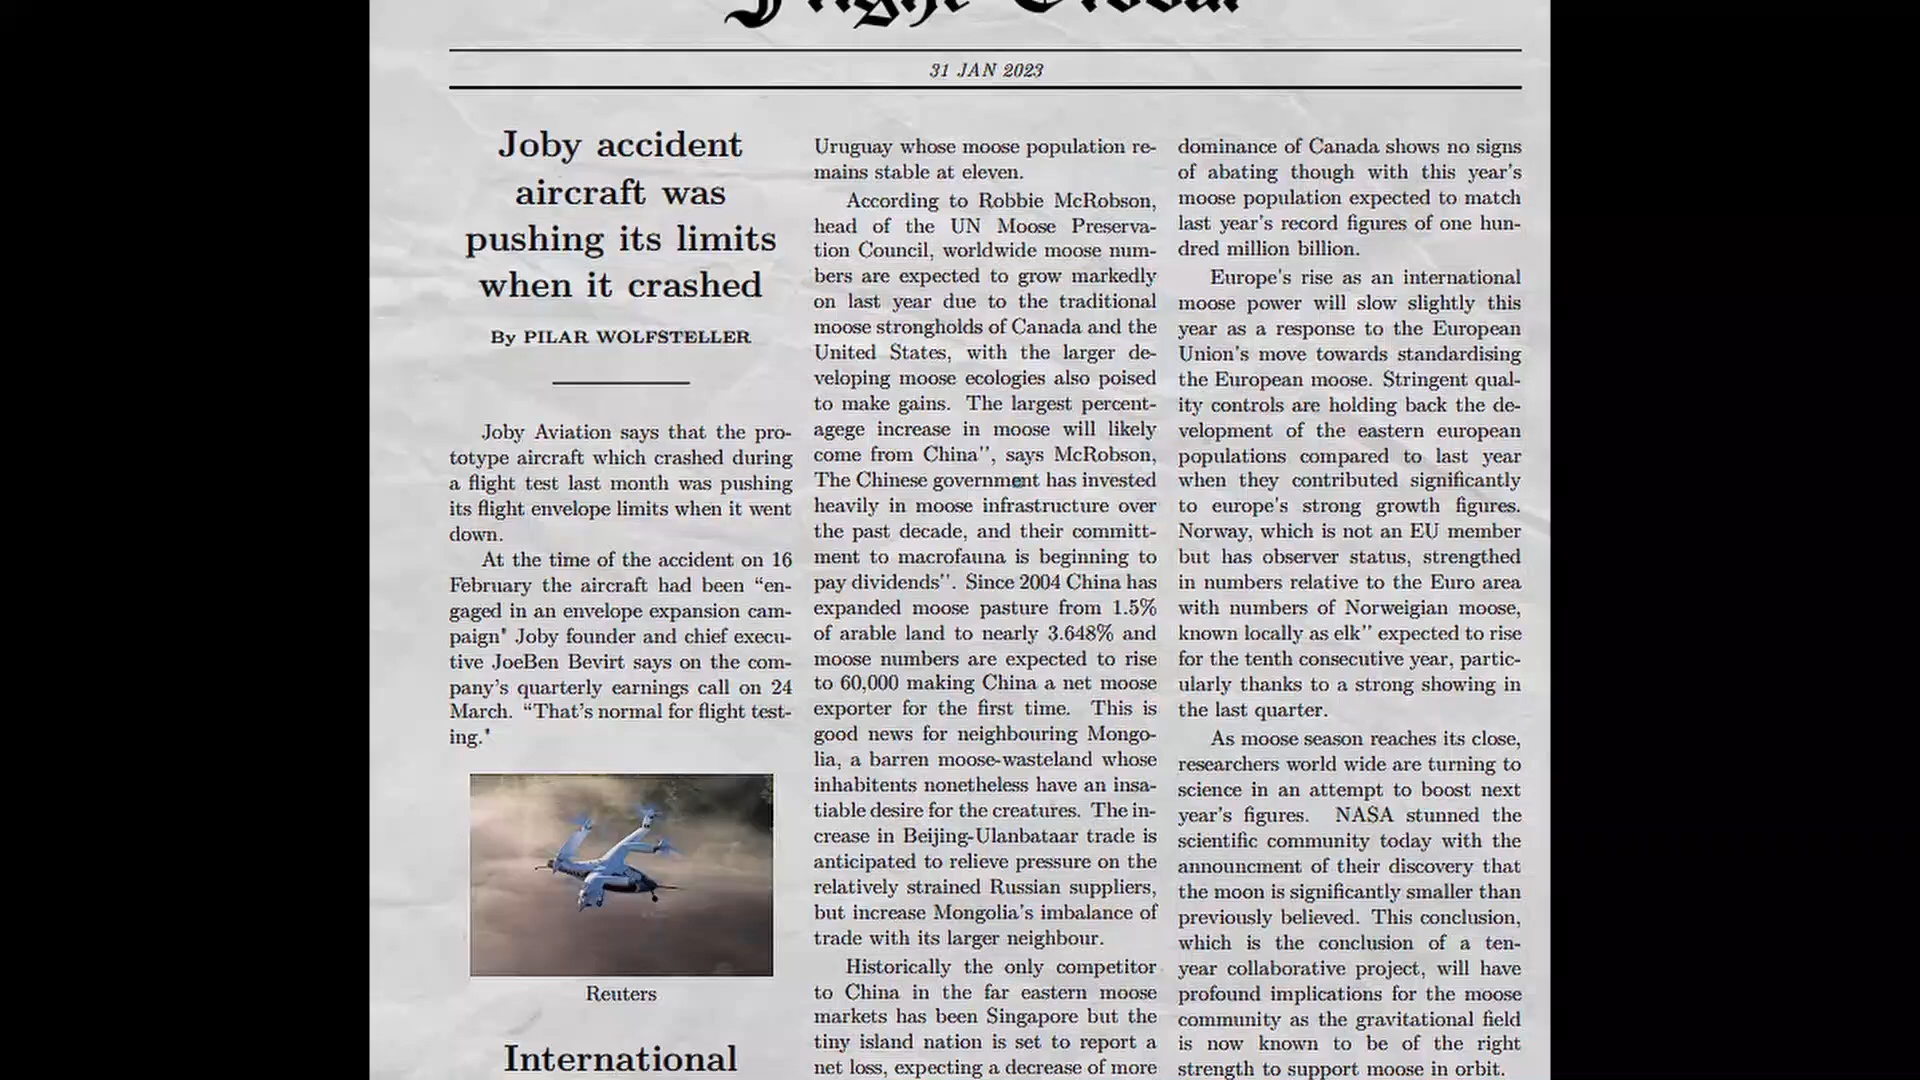 Flight Global
31 JAN 2023
Joby accident
aircraft was
pushing its limits
when it crashed
By PILAR WOLFSTELLER
Joby Aviation says that the pro-
totype aircraft which crashed during
a flight test last month was pushing
its flight envelope limits when it went
down.
At the time of the accident on 16
February the aircraft had been “en-
gaged in an envelope expansion cam-
paign" Joby founder and chief execu-
tive JoeBen Bevirt says on the com-
pany’s quarterly earnings call on 24
March. “That’s normal for flight test-
ing."
Reuters
International
Uruguay whose moose population re-
mains stable at eleven.
According to Robbie McRobson,
head of the UN Moose Preserva-
tion Council, worldwide moose num-
bers are expected to grow markedly
on last year due to the traditional
moose strongholds of Canada and the
United States, with the larger de-
veloping moose ecologies also poised
to make gains. The largest percent-
agege increase in moose will likely
come from China”, says McRobson,
The Chinese government has invested
heavily in moose infrastructure over
the past decade, and their committ-
ment to macrofauna is beginning to
pay dividends”. Since 2004 China has
expanded moose pasture from 1.5%
of arable land to nearly 3.648% and
moose numbers are expected to rise
to 60,000 making China a net moose
exporter for the first time. This is
good news for neighbouring Mongo-
lia, a barren moose-wasteland whose
inhabitents nonetheless have an insa-
tiable desire for the creatures. The in-
crease in Beijing-Ulanbataar trade is
anticipated to relieve pressure on the
relatively strained Russian suppliers,
but increase Mongolia’s imbalance of
trade with its larger neighbour.
Historically the only competitor
to China in the far eastern moose
markets has been Singapore but the
tiny island nation is set to report a
net loss, expecting a decrease of more
dominance of Canada shows no signs
of abating though with this year’s
moose population expected to match
last year’s record figures of one hun-
dred million billion.
Europe's rise as an international
moose power will slow slightly this
year as a response to the European
Union’s move towards standardising
the European moose. Stringent qual-
ity controls are holding back the de-
velopment of the eastern european
populations compared to last year
when they contributed significantly
to europe's strong growth figures.
Norway, which is not an EU member
but has observer status, strengthed
in numbers relative to the Euro area
with numbers of Norweigian moose,
known locally as elk” expected to rise
for the tenth consecutive year, partic-
ularly thanks to a strong showing in
the last quarter.
As moose season reaches its close,
researchers world wide are turning to
science in an attempt to boost next
year’s figures. NASA stunned the
scientific community today with the
announcment of their discovery that
the moon is significantly smaller than
previously believed. This conclusion,
which is the conclusion of a ten-
year collaborative project, will have
profound implications for the moose
community as the gravitational field
is now known to be of the right
strength to support moose in orbit.